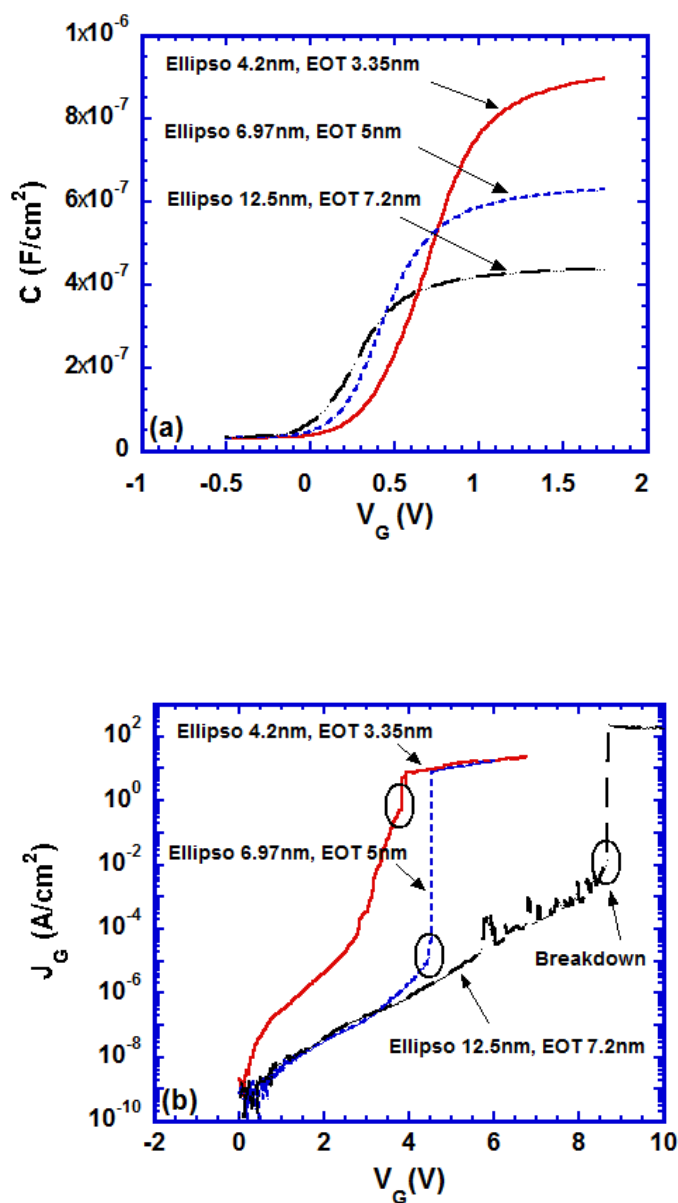 1x10⁻⁶
Ellipso 4.2nm, EOT 3.35nm
8x10⁻⁷
Ellipso 6.97nm, EOT 5nm
6x10⁻⁷
Ellipso 12.5nm, EOT 7.2nm
4x10⁻⁷
2x10⁻⁷
0
C (F/cm²)
(a)
-1 -0.5 0 0.5 1 1.5 2
V_G (V)
10²
Ellipso 4.2nm, EOT 3.35nm
10⁰
Ellipso 6.97nm, EOT 5nm
10⁻²
10⁻⁴
Breakdown
10⁻⁶
Ellipso 12.5nm, EOT 7.2nm
10⁻⁸
10⁻¹⁰
J_G (A/cm²)
(b)
-2 0 2 4 6 8 10
V_G(V)